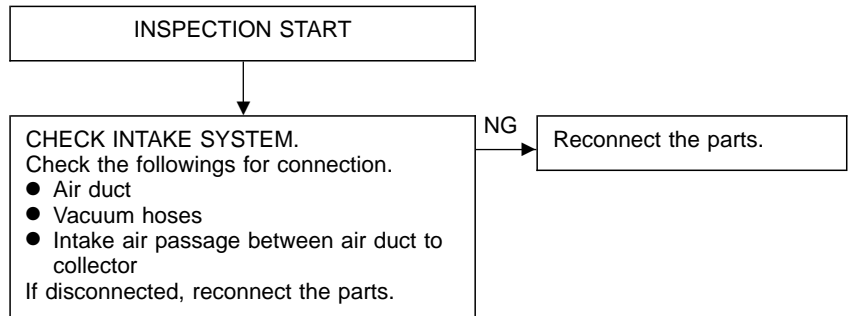 INSPECTION START
CHECK INTAKE SYSTEM.
Check the followings for connection.
● Air duct
● Vacuum hoses
● Intake air passage between air duct to
collector
If disconnected, reconnect the parts.
NG
Reconnect the parts.